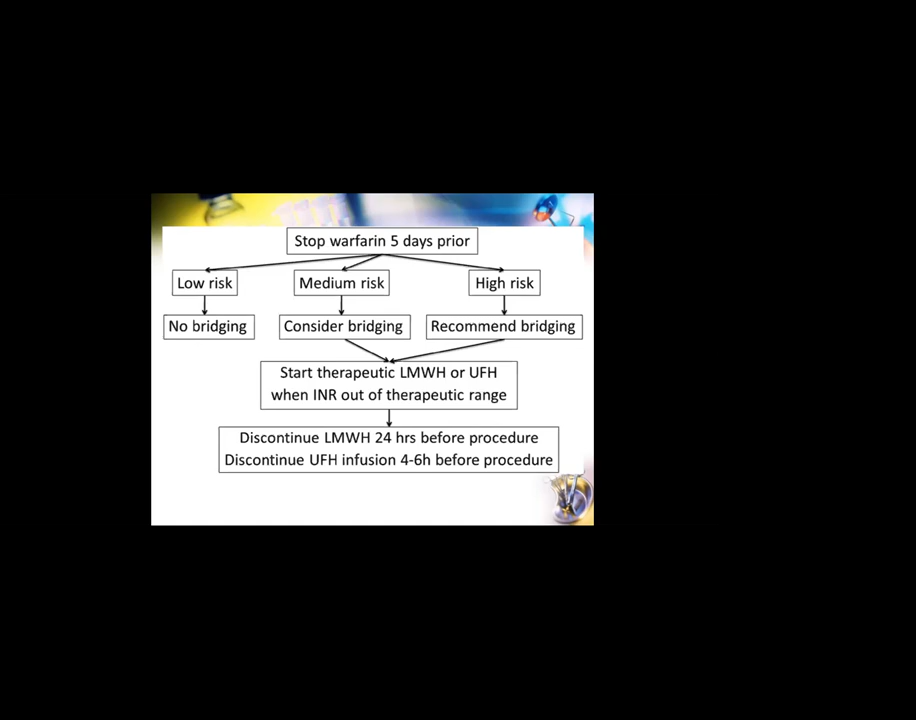 Stop warfarin 5 days prior
Low risk
Medium risk
High risk
No bridging
Consider bridging
Recommend bridging
Start therapeutic LMWH or UFH
when INR out of therapeutic range
Discontinue LMWH 24 hrs before procedure
Discontinue UFH infusion 4-6h before procedure